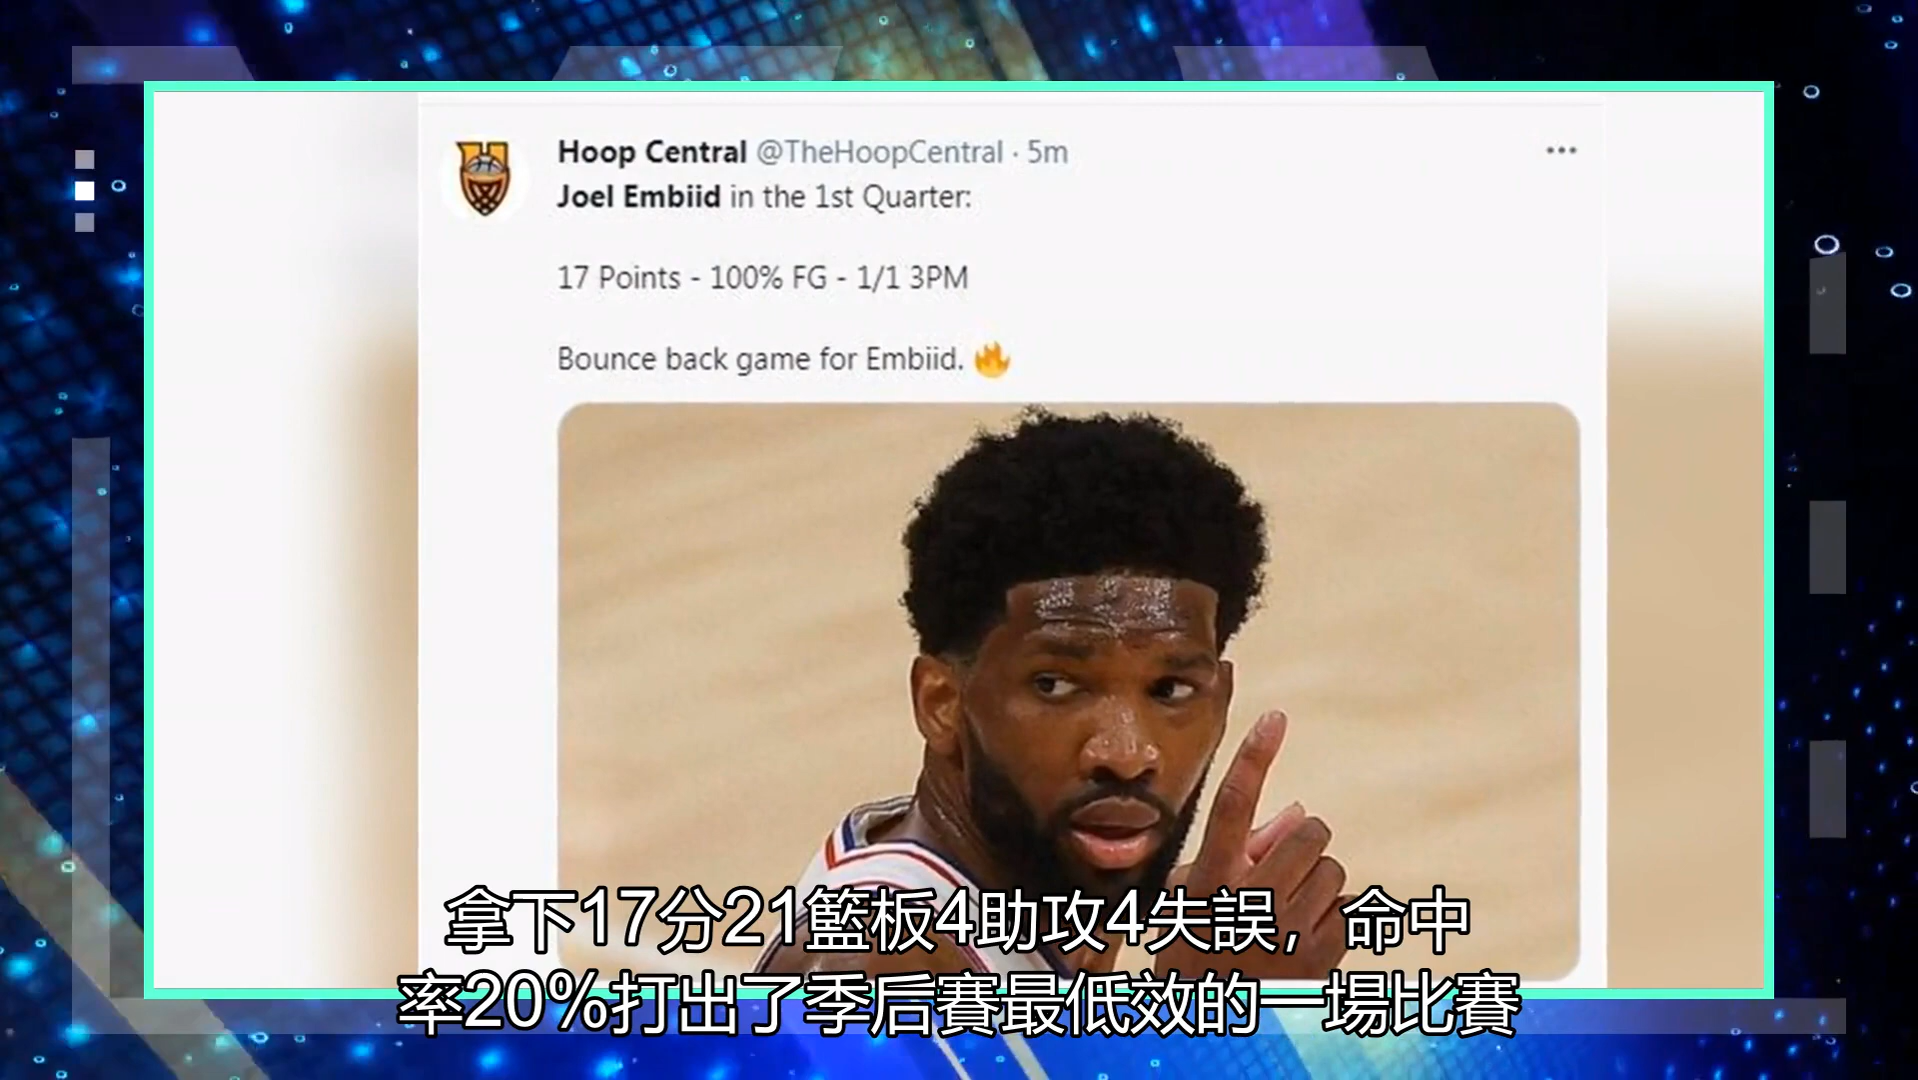 Hoop Central @TheHoopCentral · 5m
Joel Embiid in the 1st Quarter:
17 Points - 100% FG - 1/1 3PM
Bounce back game for Embiid. 🔥
拿下17分21籃板4助攻4失誤，命中
率20%打出了季后賽最低效的一場比賽